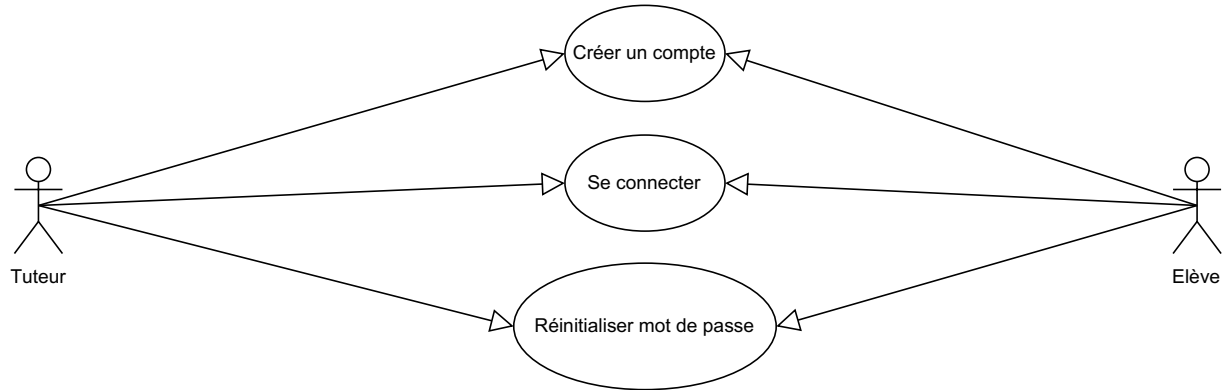 Créer un compte
Se connecter
Tuteur
Elève
Réinitialiser mot de passe